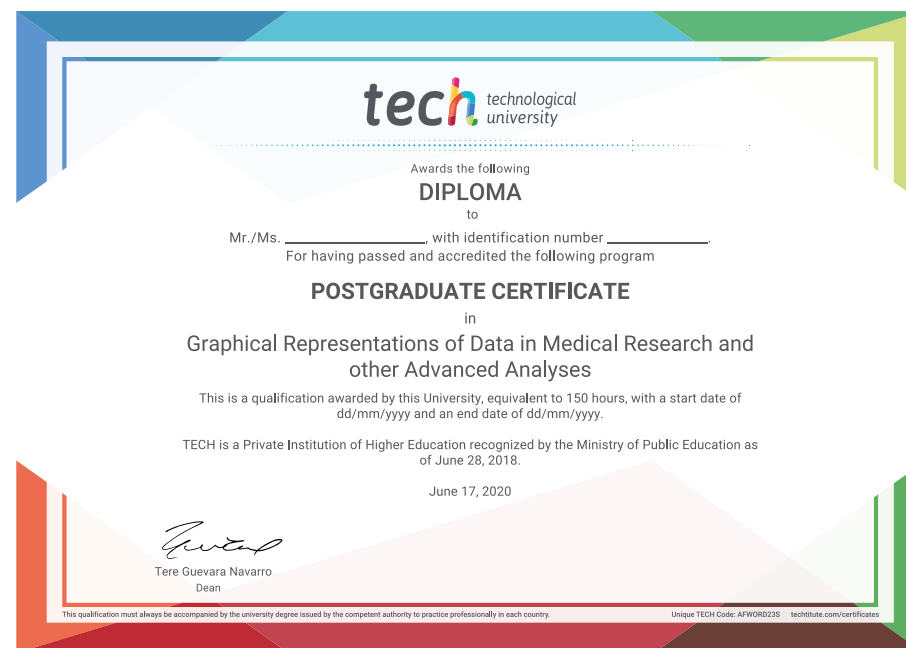 tech technological
university
Awards the following
DIPLOMA
to
Mr./Ms. ____________________, with identification number ______________.
For having passed and accredited the following program
POSTGRADUATE CERTIFICATE
in
Graphical Representations of Data in Medical Research and
other Advanced Analyses
This is a qualification awarded by this University, equivalent to 150 hours, with a start date of
dd/mm/yyyy and an end date of dd/mm/yyyy.
TECH is a Private Institution of Higher Education recognized by the Ministry of Public Education as
of June 28, 2018.
June 17, 2020
Tere Guevara Navarro
Dean
This qualification must always be accompanied by the university degree issued by the competent authority to practice professionally in each country.
Unique TECH Code: AFWORD23S techtitute.com/certificates